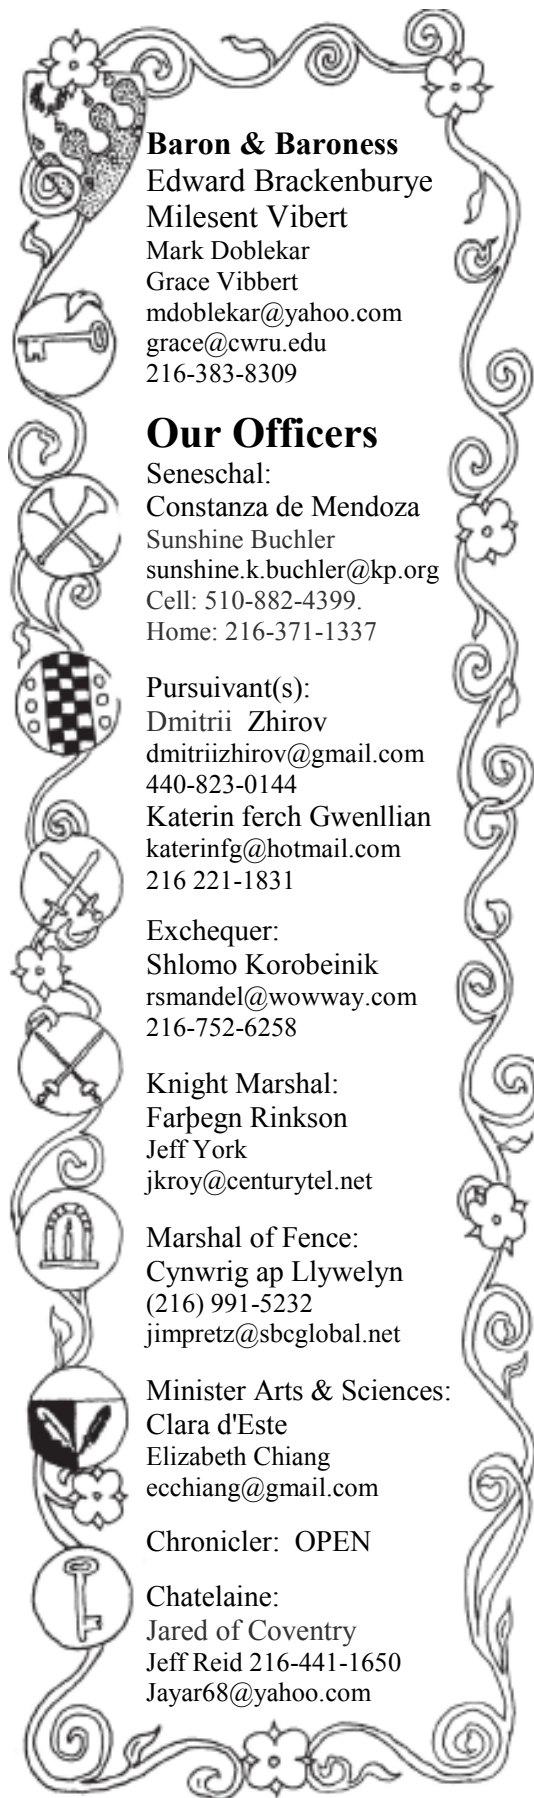 Baron & Baroness
Edward Brackenburye
Milesent Vibert
Mark Doblekar
Grace Vibbert
mdoblekar@yahoo.com
grace@cwru.edu
216-383-8309
Our Officers
Seneschal:
Constanza de Mendoza
Sunshine Buchler
sunshine.k.buchler@kp.org
Cell: 510-882-4399.
Home: 216-371-1337
Pursuivant(s):
Dmitrii Zhirov
dmitriizhirov@gmail.com
440-823-0144
Katerin ferch Gwenllian
katerinfg@hotmail.com
216 221-1831
Exchequer:
Shlomo Korobeinik
rsmandel@wowway.com
216-752-6258
Knight Marshal:
Farþegn Rinkson
Jeff York
jkroy@centurytel.net
Marshal of Fence:
Cynwrig ap Llywelyn
(216) 991-5232
jimpretz@sbcglobal.net
Minister Arts & Sciences:
Clara d'Este
Elizabeth Chiang
ecchiang@gmail.com
Chronicler: OPEN
Chatelaine:
Jared of Coventry
Jeff Reid 216-441-1650
Jayar68@yahoo.com